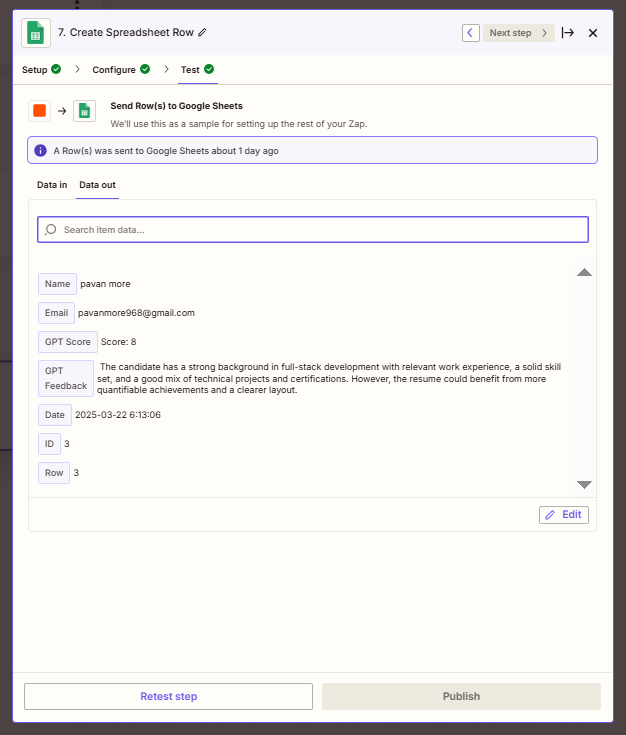 7. Create Spreadsheet Row
Next step
Setup
Configure
Test
Send Row(s) to Google Sheets
We'll use this as a sample for setting up the rest of your Zap.
A Row(s) was sent to Google Sheets about 1 day ago
Data in
Data out
Search item data...
Name pavan more
Email pavanmore968@gmail.com
GPT Score Score: 8
GPT Feedback
The candidate has a strong background in full-stack development with relevant work experience, a solid skill
set, and a good mix of technical projects and certifications. However, the resume could benefit from more
quantifiable achievements and a clearer layout.
Date 2025-03-22 6:13:06
ID 3
Row 3
Edit
Retest step
Publish